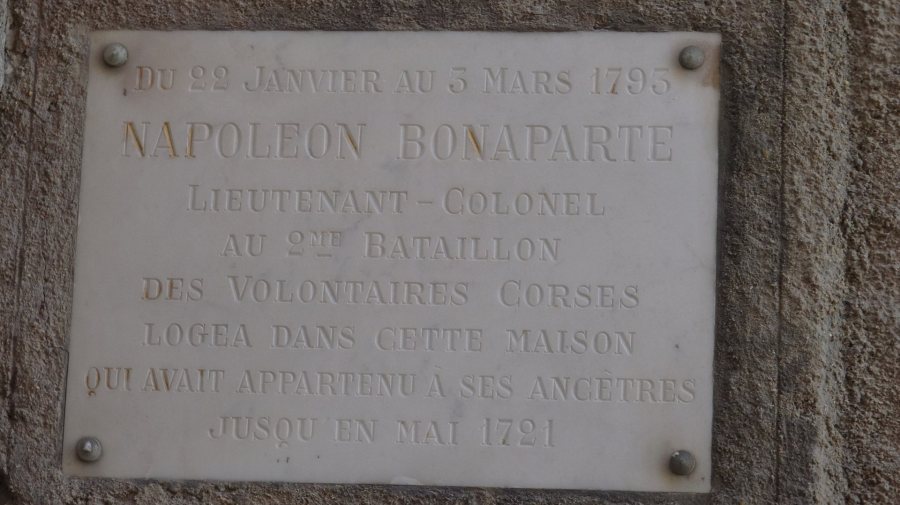 DU 22 JANVIER AU 3 MARS 1793
NAPOLEON BONAPARTE
LIEUTENANT-COLONEL
AU 2ME BATAILLON
DES VOLONTAIRES CORSES
LOGEA DANS CETTE MAISON
QUI AVAIT APPARTENU À SES ANCÈTRES
JUSQU'EN MAI 1721